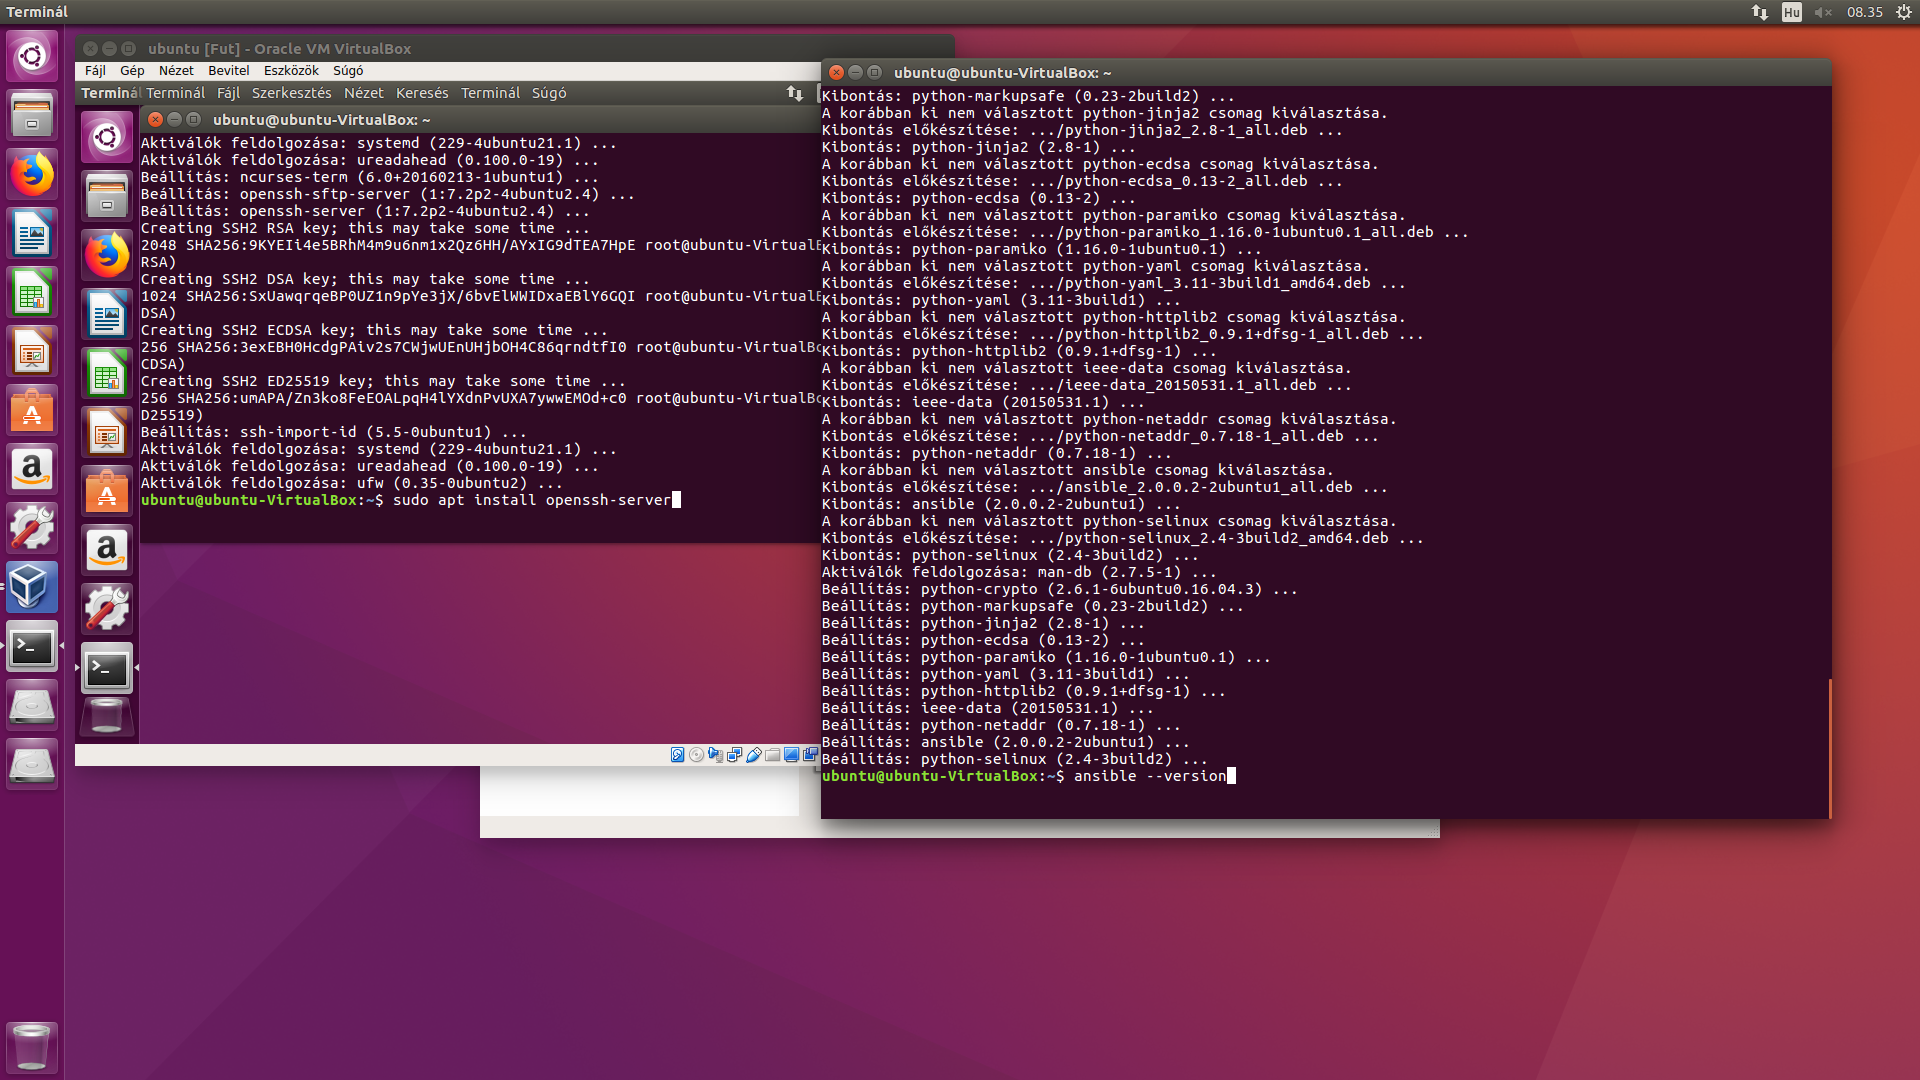 Terminál
Hu
08.35
ubuntu [Fut] - Oracle VM VirtualBox
Fájl Gép Nézet Bevitel Eszközök Súgó
Terminál Terminál Fájl Szerkesztés Nézet Keresés Terminál Súgó
ubuntu@ubuntu-VirtualBox: ~
Aktiválók feldolgozása: systemd (229-4ubuntu21.1) ...
Aktiválók feldolgozása: ureadahead (0.100.0-19) ...
Beállítás: ncurses-term (6.0+20160213-1ubuntu1) ...
Beállítás: openssh-sftp-server (1:7.2p2-4ubuntu2.4) ...
Beállítás: openssh-server (1:7.2p2-4ubuntu2.4) ...
Creating SSH2 RSA key; this may take some time ...
2048 SHA256:9KYEIi4e5BRhM4m9u6nm1x2Qz6HH/AYxIG9dTEA7HpE root@ubuntu-Virtual
RSA)
Creating SSH2 DSA key; this may take some time ...
1024 SHA256:SxUawqrqeBP0UZ1n9pYe3jX/6bvElWWIDxaEBlY6GQI root@ubuntu-Virtual
DSA)
Creating SSH2 ECDSA key; this may take some time ...
256 SHA256:3exEBH0HcdgPAiv2s7CWjwUEnUHjbOH4C86qrndtfI0 root@ubuntu-VirtualBo
CDSA)
Creating SSH2 ED25519 key; this may take some time ...
256 SHA256:umAPA/Zn3ko8FeEOALpqH4lYXdnPvUXA7ywwEMOd+c0 root@ubuntu-VirtualBo
D25519)
Beállítás: ssh-import-id (5.5-0ubuntu1) ...
Aktiválók feldolgozása: systemd (229-4ubuntu21.1) ...
Aktiválók feldolgozása: ureadahead (0.100.0-19) ...
Aktiválók feldolgozása: ufw (0.35-0ubuntu2) ...
ubuntu@ubuntu-VirtualBox:~$ sudo apt install openssh-server
ubuntu@ubuntu-VirtualBox: ~
Kibontás: python-markupsafe (0.23-2build2) ...
A korábban ki nem választott python-jinja2 csomag kiválasztása.
Kibontás előkészítése: .../python-jinja2_2.8-1_all.deb ...
Kibontás: python-jinja2 (2.8-1) ...
A korábban ki nem választott python-ecdsa csomag kiválasztása.
Kibontás előkészítése: .../python-ecdsa_0.13-2_all.deb ...
Kibontás: python-ecdsa (0.13-2) ...
A korábban ki nem választott python-paramiko csomag kiválasztása.
Kibontás előkészítése: .../python-paramiko_1.16.0-1ubuntu0.1_all.deb ...
Kibontás: python-paramiko (1.16.0-1ubuntu0.1) ...
A korábban ki nem választott python-yaml csomag kiválasztása.
Kibontás előkészítése: .../python-yaml_3.11-3build1_amd64.deb ...
Kibontás: python-yaml (3.11-3build1) ...
A korábban ki nem választott python-httplib2 csomag kiválasztása.
Kibontás előkészítése: .../python-httplib2_0.9.1+dfsg-1_all.deb ...
Kibontás: python-httplib2 (0.9.1+dfsg-1) ...
A korábban ki nem választott ieee-data csomag kiválasztása.
Kibontás előkészítése: .../ieee-data_20150531.1_all.deb ...
Kibontás: ieee-data (20150531.1) ...
A korábban ki nem választott python-netaddr csomag kiválasztása.
Kibontás előkészítése: .../python-netaddr_0.7.18-1_all.deb ...
Kibontás: python-netaddr (0.7.18-1) ...
A korábban ki nem választott ansible csomag kiválasztása.
Kibontás előkészítése: .../ansible_2.0.0.2-2ubuntu1_all.deb ...
Kibontás: ansible (2.0.0.2-2ubuntu1) ...
A korábban ki nem választott python-selinux csomag kiválasztása.
Kibontás előkészítése: .../python-selinux_2.4-3build2_amd64.deb ...
Kibontás: python-selinux (2.4-3build2) ...
Aktiválók feldolgozása: man-db (2.7.5-1) ...
Beállítás: python-crypto (2.6.1-6ubuntu0.16.04.3) ...
Beállítás: python-markupsafe (0.23-2build2) ...
Beállítás: python-jinja2 (2.8-1) ...
Beállítás: python-ecdsa (0.13-2) ...
Beállítás: python-paramiko (1.16.0-1ubuntu0.1) ...
Beállítás: python-yaml (3.11-3build1) ...
Beállítás: python-httplib2 (0.9.1+dfsg-1) ...
Beállítás: ieee-data (20150531.1) ...
Beállítás: python-netaddr (0.7.18-1) ...
Beállítás: ansible (2.0.0.2-2ubuntu1) ...
Beállítás: python-selinux (2.4-3build2) ...
ubuntu@ubuntu-VirtualBox:~$ ansible --version